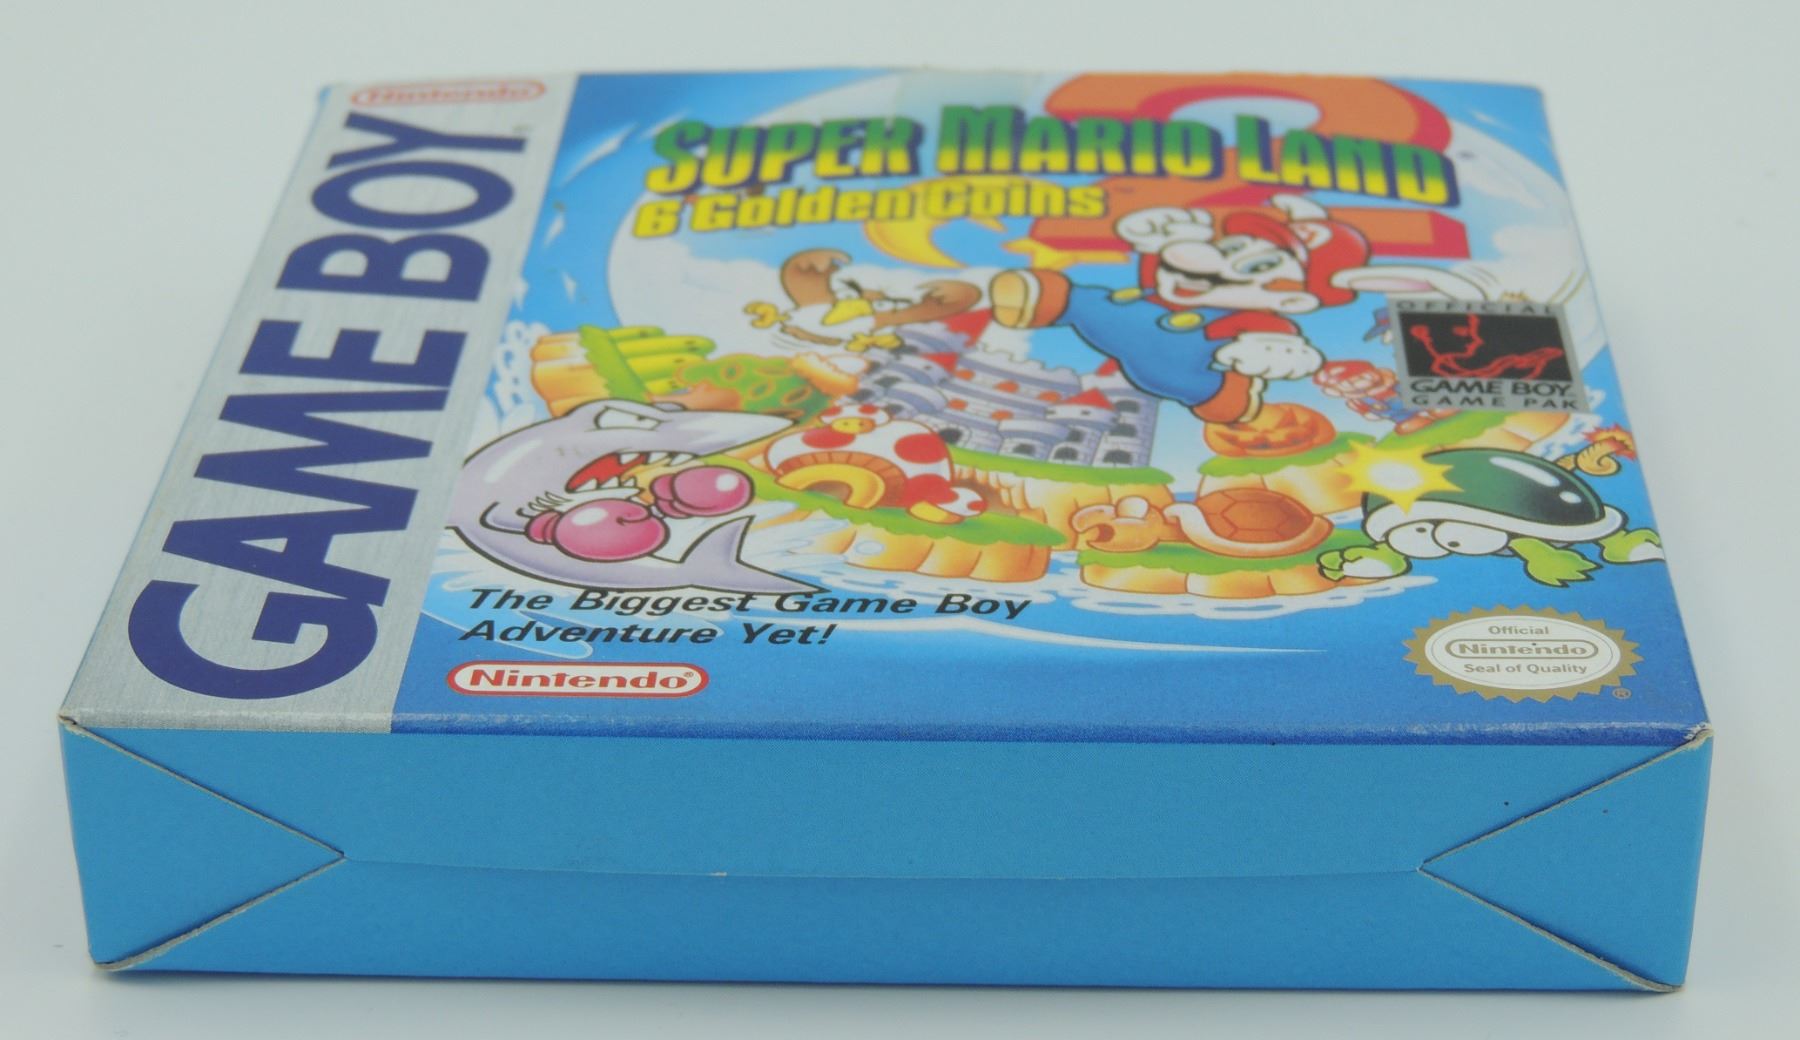 Nintendo
GAME BOY
SUPER MARIO LAND
2
6 Golden Coins
OFFICIAL
GAME BOY
GAME PAK
The Biggest Game Boy
Adventure Yet!
Nintendo®
Official
Nintendo
Seal of Quality
®